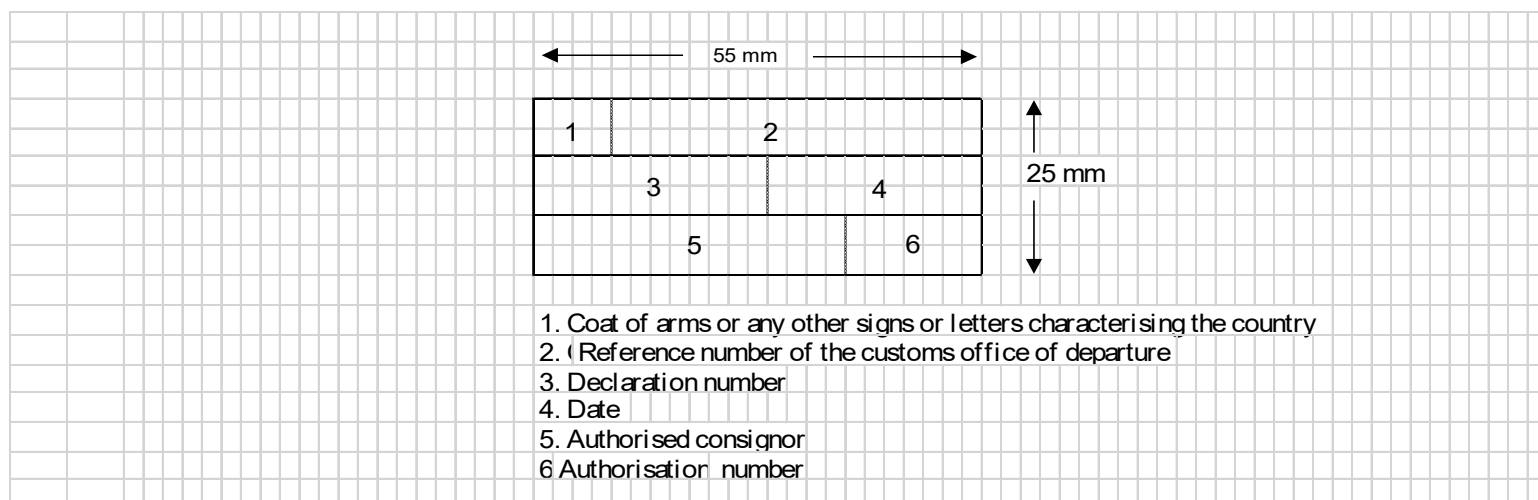 55 mm
1 2
25 mm
3 4
5 6
1. Coat of arms or any other signs or letters characterising the country
2. Reference number of the customs office of departure
3. Declaration number
4. Date
5. Authorised consignor
6 Authorisation number